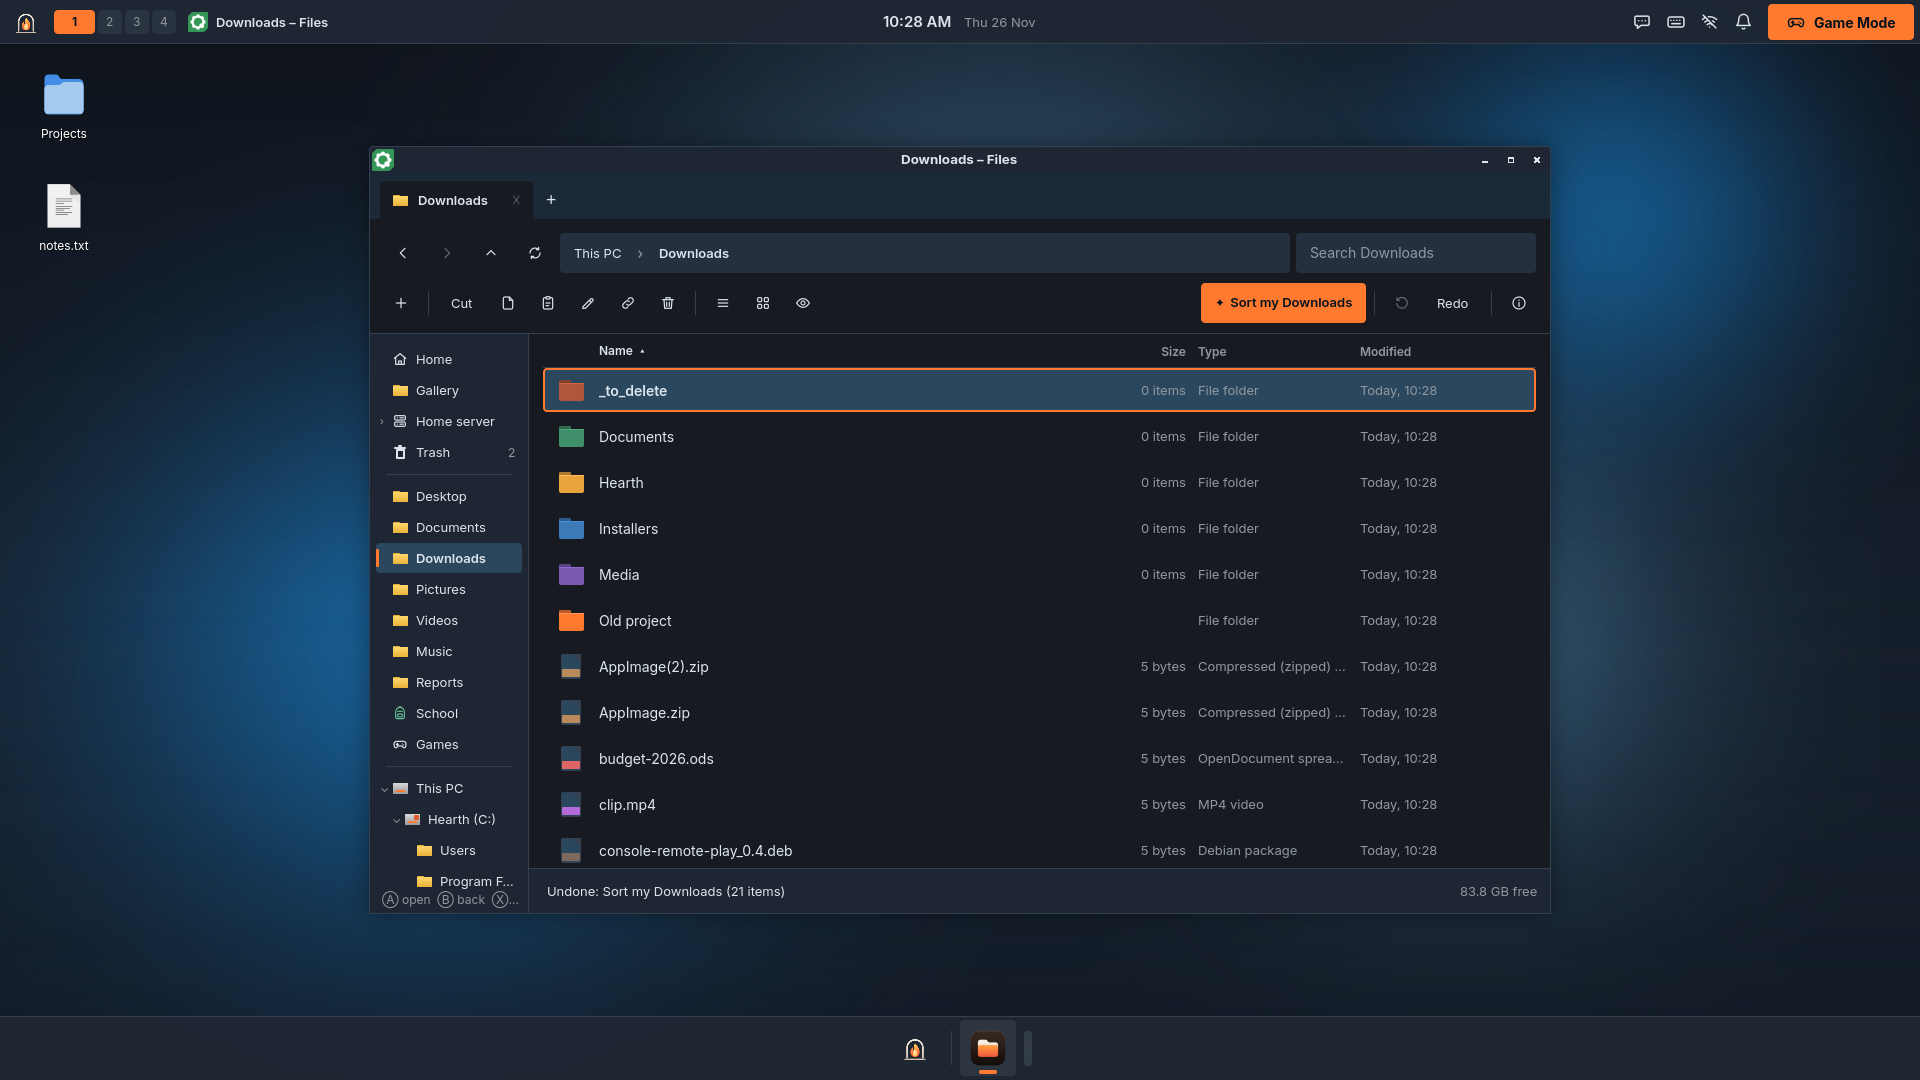 1 2 3 4 Downloads – Files 10:28 AM Thu 26 Nov Game Mode
Projects
notes.txt
Downloads – Files
Downloads
This PC › Downloads Search Downloads
Cut Sort my Downloads Redo
Home
Gallery
Home server
Trash 2
Desktop
Documents
Downloads
Pictures
Videos
Music
Reports
School
Games
This PC
Hearth (C:)
Users
Program F...
A open B back X...
Name Size Type Modified
_to_delete 0 items File folder Today, 10:28
Documents 0 items File folder Today, 10:28
Hearth 0 items File folder Today, 10:28
Installers 0 items File folder Today, 10:28
Media 0 items File folder Today, 10:28
Old project File folder Today, 10:28
AppImage(2).zip 5 bytes Compressed (zipped) ... Today, 10:28
AppImage.zip 5 bytes Compressed (zipped) ... Today, 10:28
budget-2026.ods 5 bytes OpenDocument sprea... Today, 10:28
clip.mp4 5 bytes MP4 video Today, 10:28
console-remote-play_0.4.deb 5 bytes Debian package Today, 10:28
Undone: Sort my Downloads (21 items) 83.8 GB free